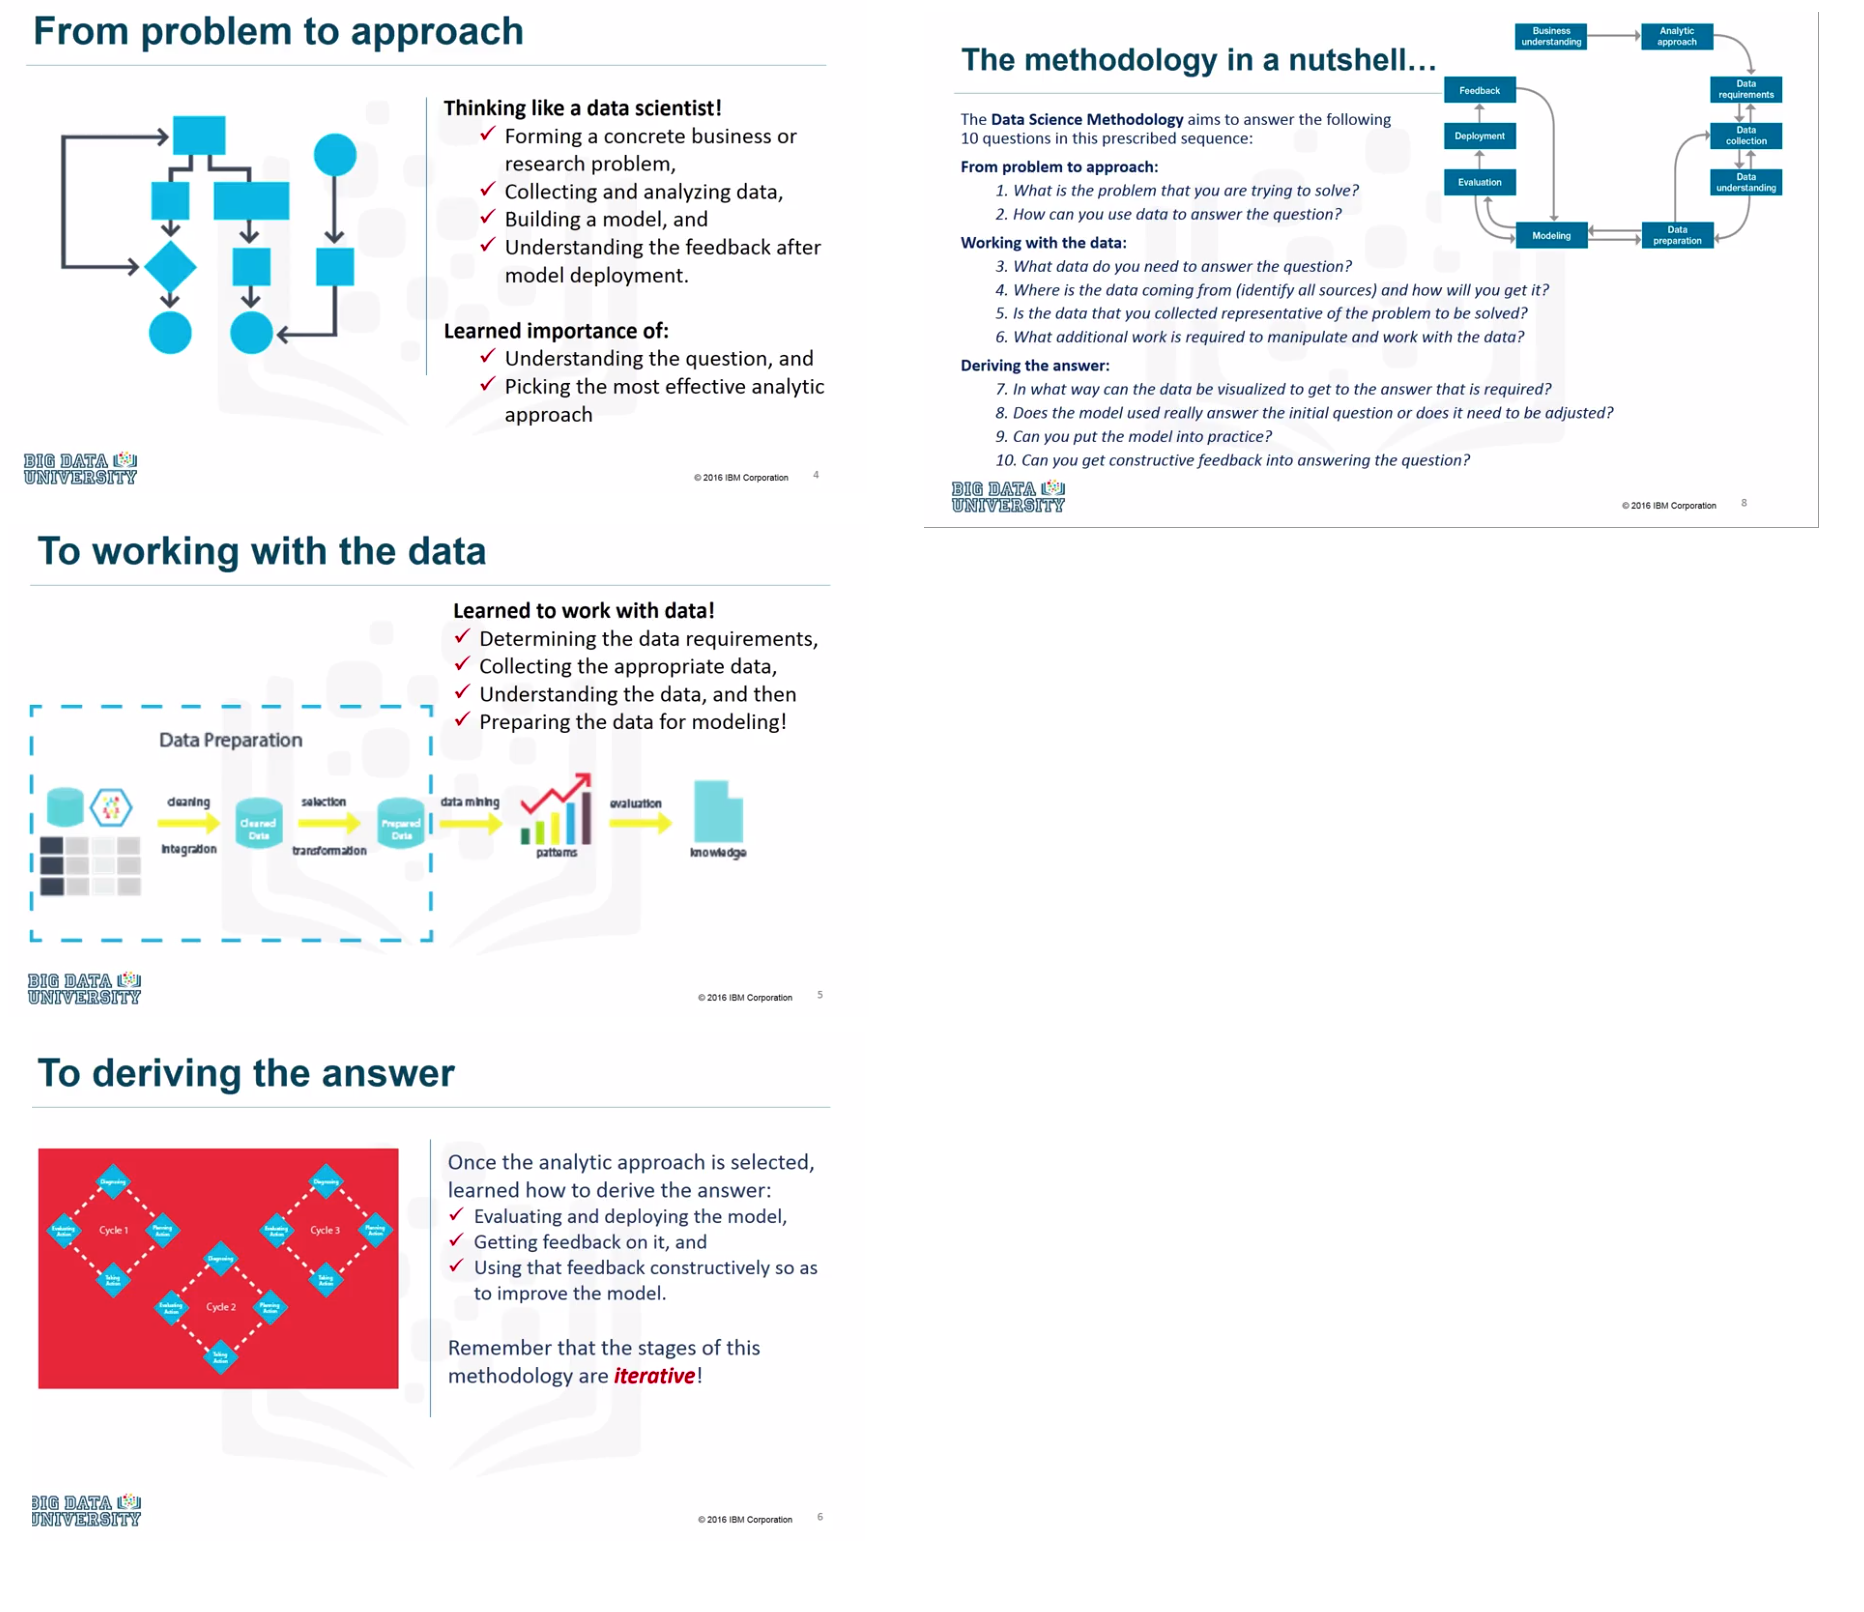 From problem to approach
Thinking like a data scientist!
Forming a concrete business or
research problem,
Collecting and analyzing data,
Building a model, and
Understanding the feedback after
model deployment.
Learned importance of:
Understanding the question, and
Picking the most effective analytic
approach
BIG DATA
UNIVERSITY
© 2016 IBM Corporation 4
The methodology in a nutshell…
The Data Science Methodology aims to answer the following
10 questions in this prescribed sequence:
From problem to approach:
1. What is the problem that you are trying to solve?
2. How can you use data to answer the question?
Working with the data:
3. What data do you need to answer the question?
4. Where is the data coming from (identify all sources) and how will you get it?
5. Is the data that you collected representative of the problem to be solved?
6. What additional work is required to manipulate and work with the data?
Deriving the answer:
7. In what way can the data be visualized to get to the answer that is required?
8. Does the model used really answer the initial question or does it need to be adjusted?
9. Can you put the model into practice?
10. Can you get constructive feedback into answering the question?
Business
understanding
Analytic
approach
Data
requirements
Data
collection
Data
understanding
Data
preparation
Modeling
Evaluation
Deployment
Feedback
BIG DATA
UNIVERSITY
© 2016 IBM Corporation 8
To working with the data
Learned to work with data!
Determining the data requirements,
Collecting the appropriate data,
Understanding the data, and then
Preparing the data for modeling!
Data Preparation
cleaning
integration
Cleaned
Data
selection
transformation
Prepared
Data
data mining
patterns
evaluation
knowledge
BIG DATA
UNIVERSITY
© 2016 IBM Corporation 5
To deriving the answer
Diagnosing
Evaluating
Action
Cycle 1
Planning
Action
Taking
Action
Diagnosing
Evaluating
Action
Cycle 2
Planning
Action
Taking
Action
Diagnosing
Evaluating
Action
Cycle 3
Planning
Action
Taking
Action
Once the analytic approach is selected,
learned how to derive the answer:
Evaluating and deploying the model,
Getting feedback on it, and
Using that feedback constructively so as
to improve the model.
Remember that the stages of this
methodology are iterative!
BIG DATA
UNIVERSITY
© 2016 IBM Corporation 6